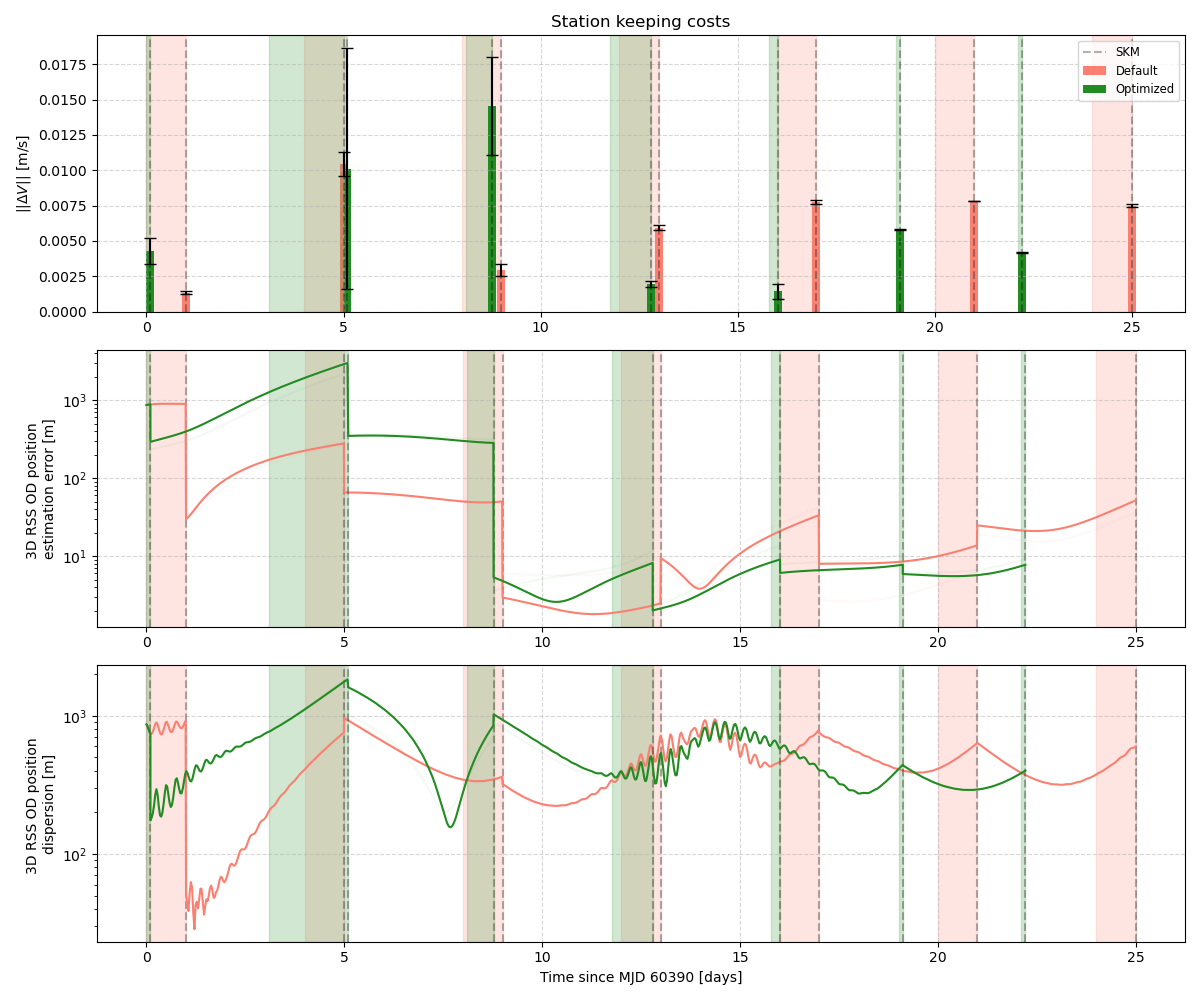 Station keeping costs
||ΔV|| [m/s]
0.0175
0.0150
0.0125
0.0100
0.0075
0.0050
0.0025
0.0000
SKM
Default
Optimized
0 5 10 15 20 25
3D RSS OD position
estimation error [m]
10³
10²
10¹
0 5 10 15 20 25
3D RSS OD position
dispersion [m]
10³
10²
0 5 10 15 20 25
Time since MJD 60390 [days]